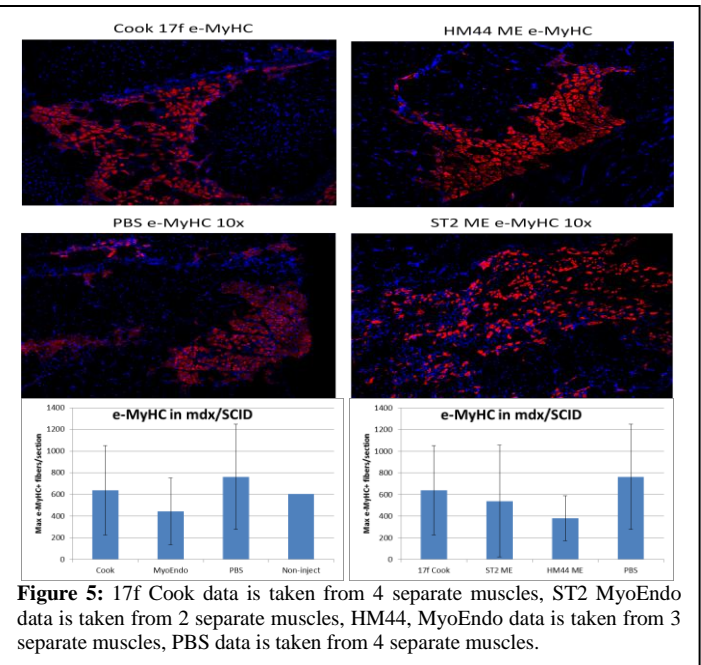 Cook 17f e-MyHC
HM44 ME e-MyHC
PBS e-MyHC 10x
ST2 ME e-MyHC 10x
e-MyHC in mdx/SCID
Max e-MyHC+ fibers/section
1400
1200
1000
800
600
400
200
0
Cook MyoEndo PBS Non-inject
e-MyHC in mdx/SCID
Max e-MyHC+ fibers/section
1400
1200
1000
800
600
400
200
0
17f Cook ST2 ME HM44 ME PBS
Figure 5: 17f Cook data is taken from 4 separate muscles, ST2 MyoEndo
data is taken from 2 separate muscles, HM44, MyoEndo data is taken from 3
separate muscles, PBS data is taken from 4 separate muscles.